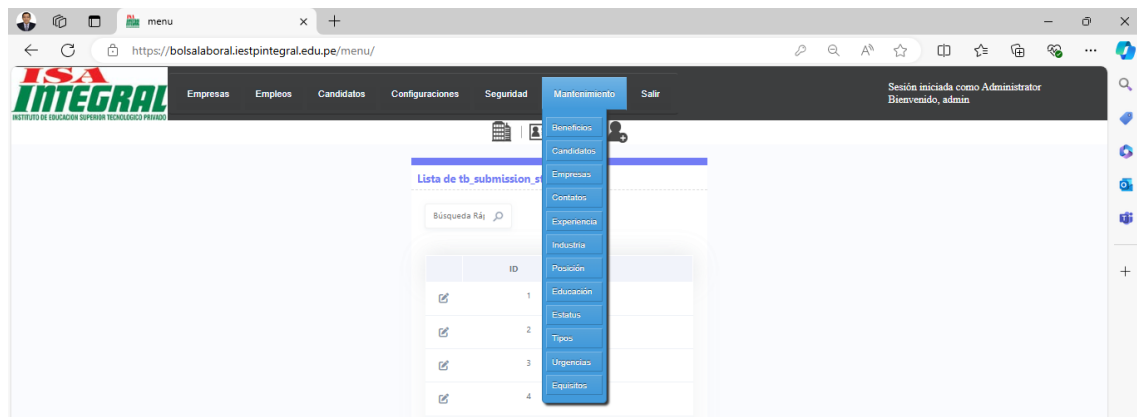 menu
https://bolsalaboral.iestpintegral.edu.pe/menu/
ISA
INTEGRAL
INSTITUTO DE EDUCACION SUPERIOR TECNOLOGICO PRIVADO
Empresas Empleos Candidatos Configuraciones Seguridad Mantenimiento Salir
Sesión iniciada como Administrator
Bienvenido, admin
Beneficios
Candidatos
Empresas
Contatos
Experiencia
Industria
Posición
Educación
Estatus
Tipos
Urgencias
Equisitos
Lista de tb_submission_st
Búsqueda Ráp
ID
1
2
3
4